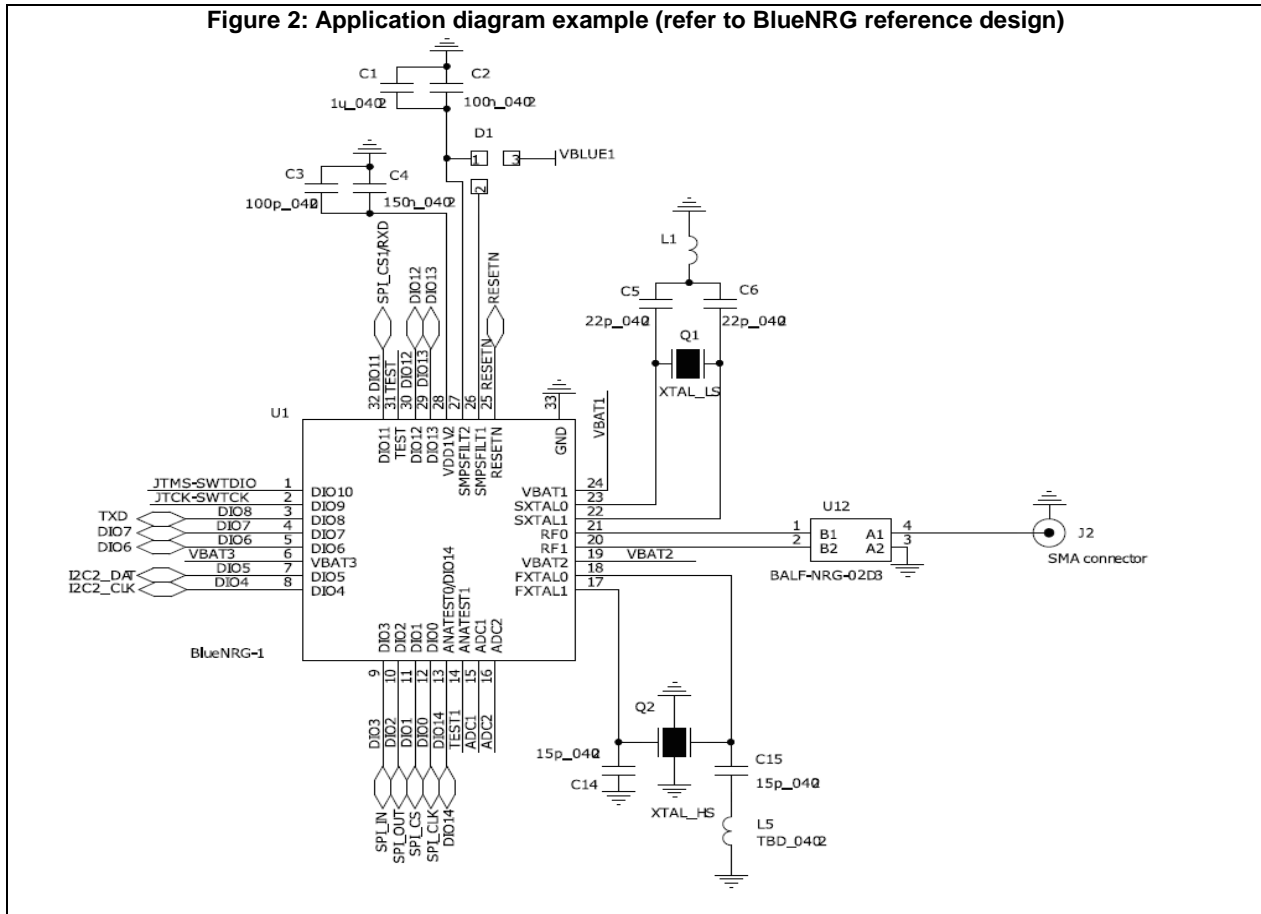 Figure 2: Application diagram example (refer to BlueNRG reference design)
C1
C2
1u_0402
100n_0402
D1
1
3
VBLUE1
2
C3
C4
100p_0402
150n_0402
L1
C5
C6
22p_0402
22p_0402
Q1
XTAL_LS
SPI_CS1/RXD
DIO12
DIO13
RESETN
32 DIO11
31 TEST
30 DIO12
29 DIO13
28
27
26
25 RESETN
33
U1
DIO11
TEST
DIO12
DIO13
VDD1V2
SMPSFILT2
SMPSFILT1
RESETN
GND
VBAT1
JTMS-SWTDIO 1 DIO10
JTCK-SWTCK 2 DIO9
TXD DIO8 3 DIO8
DIO7 DIO7 4 DIO7
DIO6 DIO6 5 DIO6
VBAT3 6 VBAT3
I2C2_DAT DIO5 7 DIO5
I2C2_CLK DIO4 8 DIO4
VBAT1 24
SXTAL0 23
SXTAL1 22
RF0 21
RF1 20
VBAT2 19 VBAT2
FXTAL0 18
FXTAL1 17
U12
1 B1 A1 4
2 B2 A2 3
BALF-NRG-02D3
J2
SMA connector
DIO3
DIO2
DIO1
DIO0
ANATEST0/DIO14
ANATEST1
ADC1
ADC2
BlueNRG-1
9
10
11
12
13
14
15
16
DIO3
DIO2
DIO1
DIO0
DIO14
TEST1
ADC1
ADC2
SPI_IN
SPI_OUT
SPI_CS
SPI_CLK
DIO14
Q2
15p_0402
C14
XTAL_HS
C15
15p_0402
L5
TBD_0402